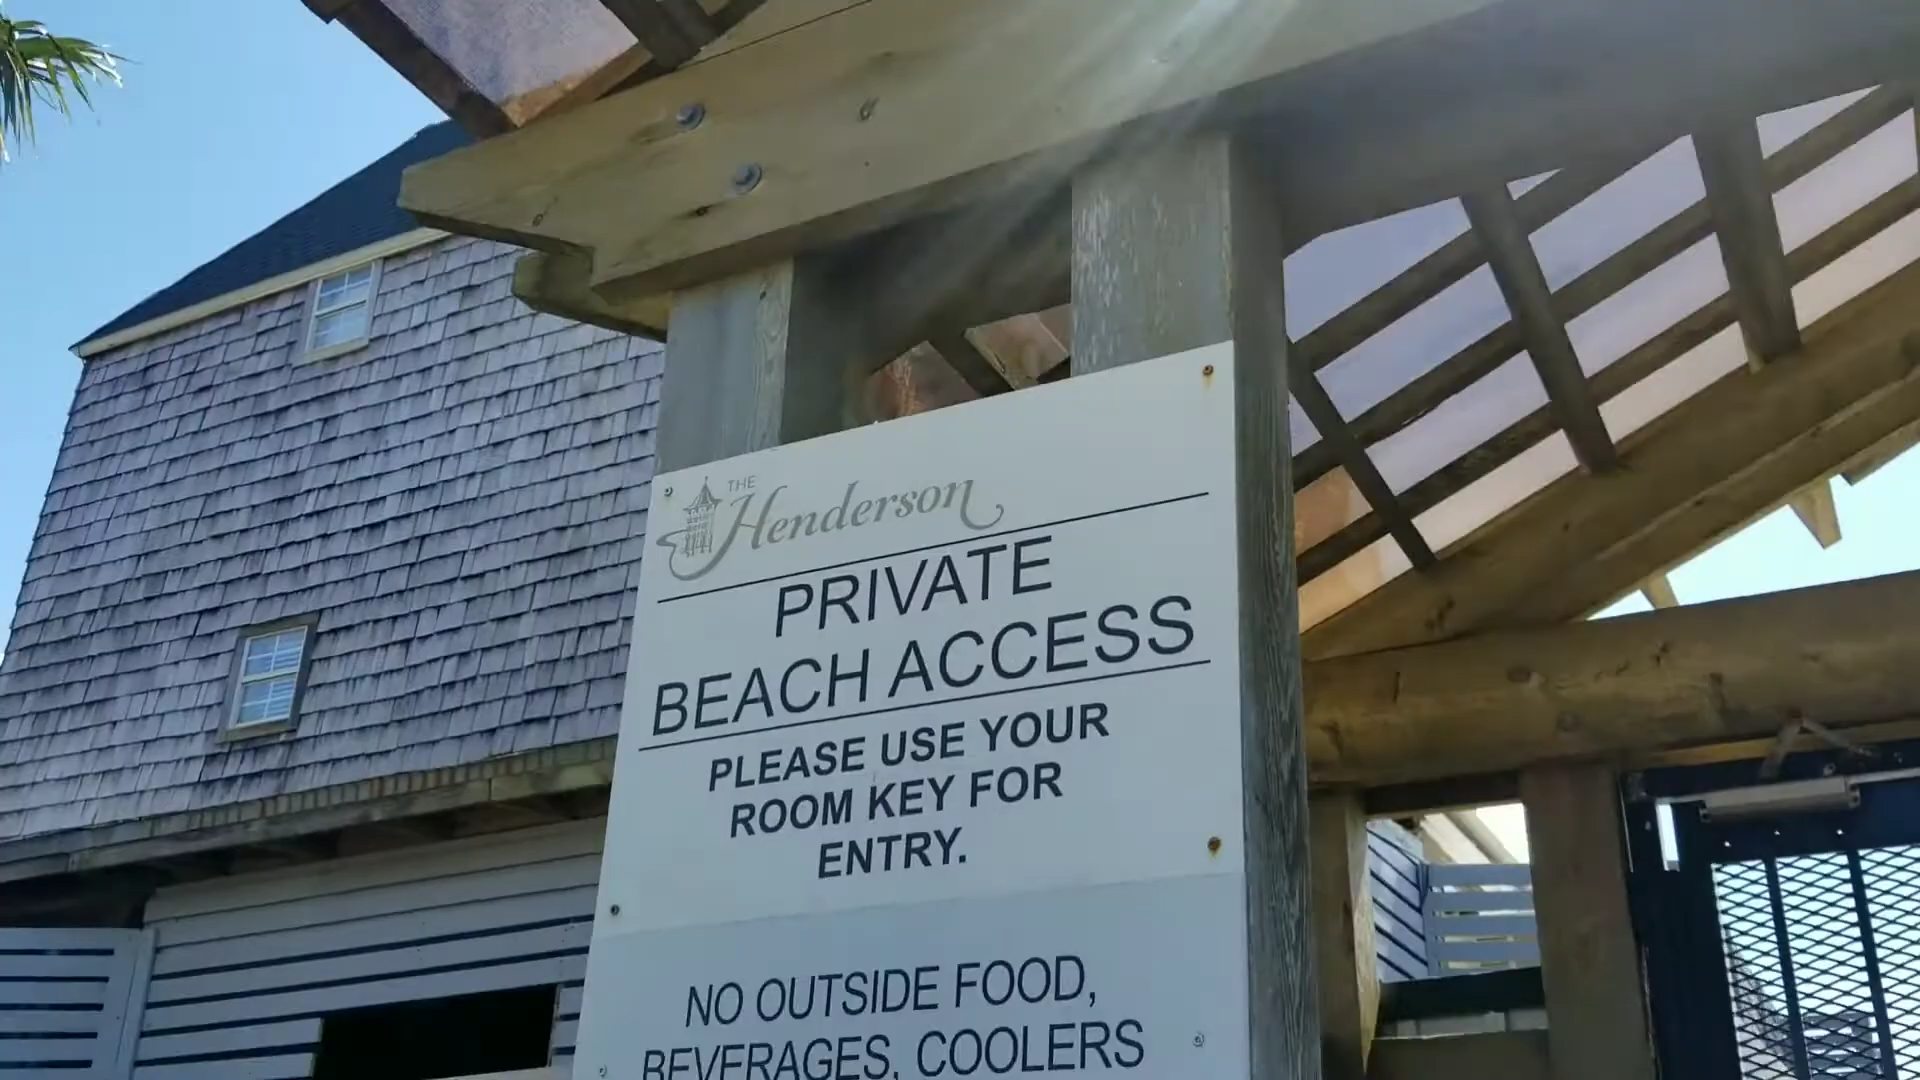 THE
Henderson
PRIVATE
BEACH ACCESS
PLEASE USE YOUR
ROOM KEY FOR
ENTRY.
NO OUTSIDE FOOD,
BEVERAGES, COOLERS